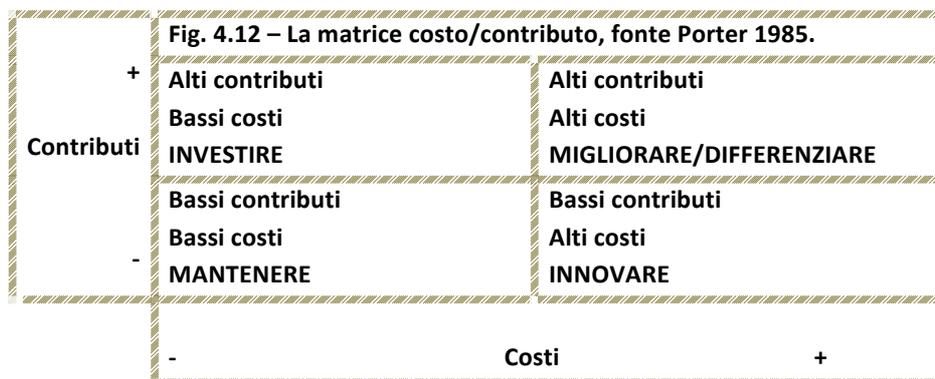 Fig. 4.12 – La matrice costo/contributo, fonte Porter 1985.
+
Contributi
-
Alti contributi
Bassi costi
INVESTIRE
Alti contributi
Alti costi
MIGLIORARE/DIFFERENZIARE
Bassi contributi
Bassi costi
MANTENERE
Bassi contributi
Alti costi
INNOVARE
- Costi +